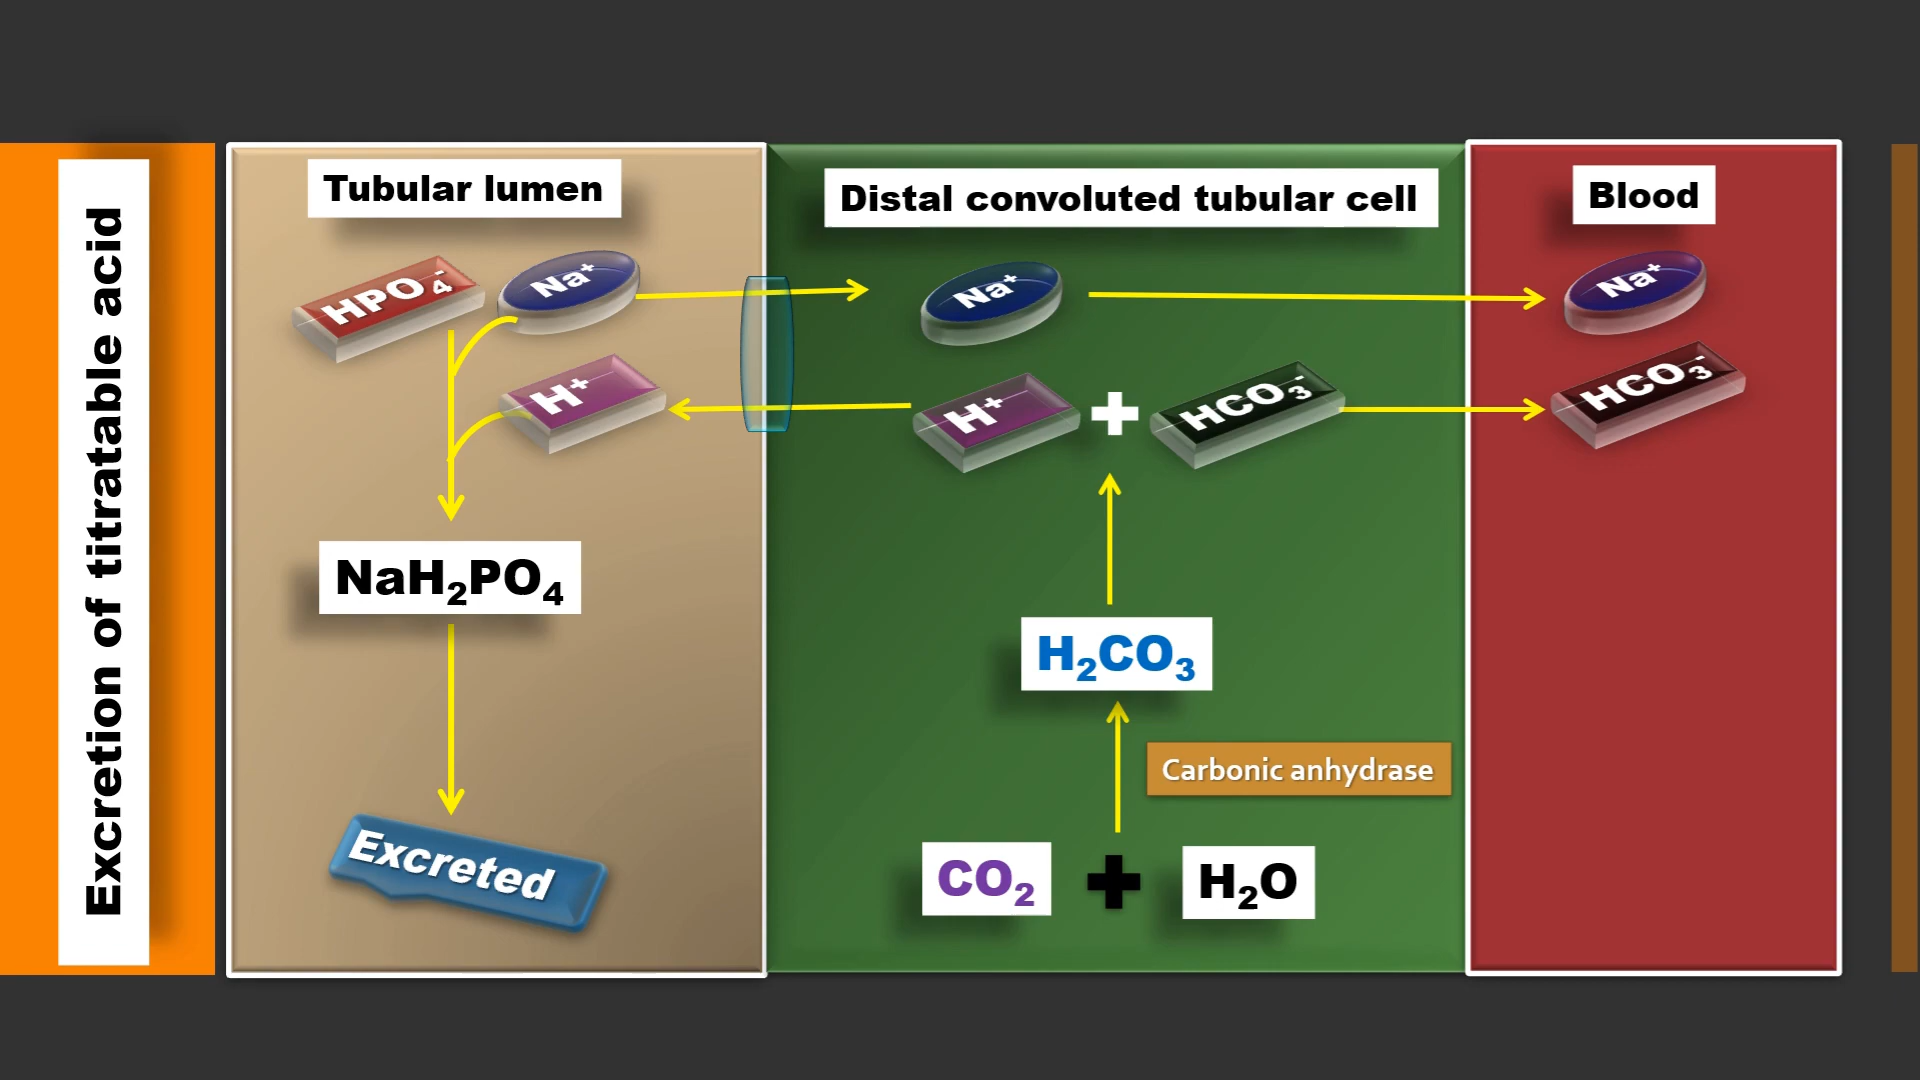 Excretion of titratable acid
Tubular lumen
Distal convoluted tubular cell
Blood
HPO₄⁻
Na⁺
Na⁺
Na⁺
H⁺
H⁺
HCO₃⁻
HCO₃⁻
NaH₂PO₄
H₂CO₃
Carbonic anhydrase
Excreted
CO₂
H₂O